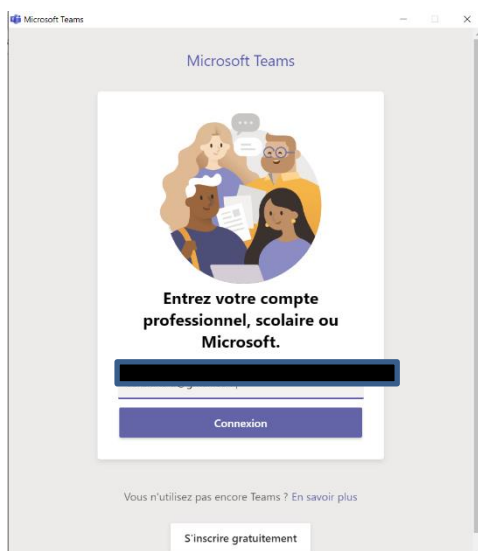 Microsoft Teams
Microsoft Teams
Entrez votre compte
professionnel, scolaire ou
Microsoft.
Connexion
Vous n'utilisez pas encore Teams ? En savoir plus
S'inscrire gratuitement